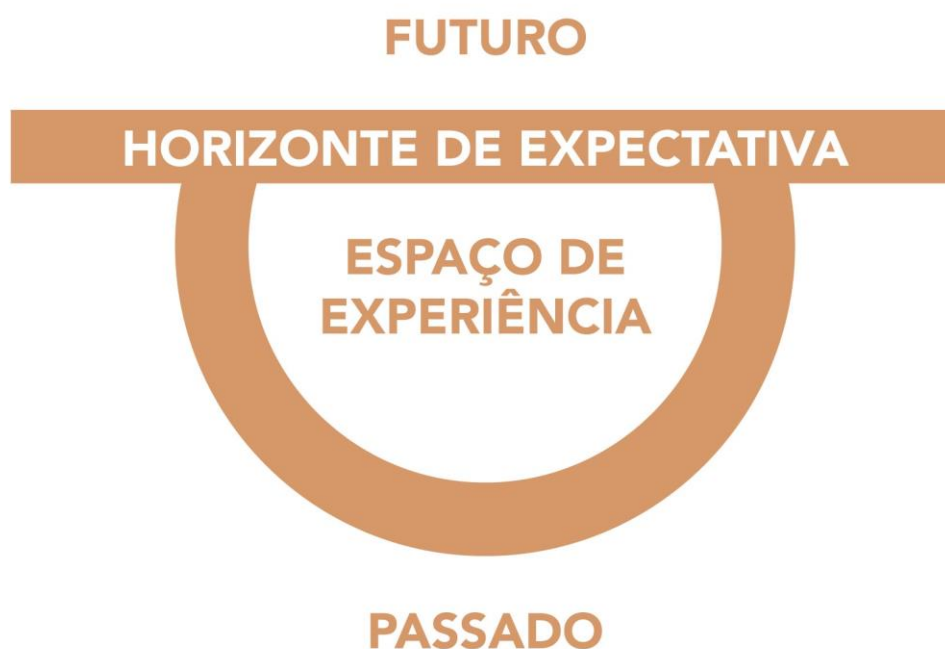 FUTURO
HORIZONTE DE EXPECTATIVA
ESPAÇO DE
EXPERIÊNCIA
PASSADO